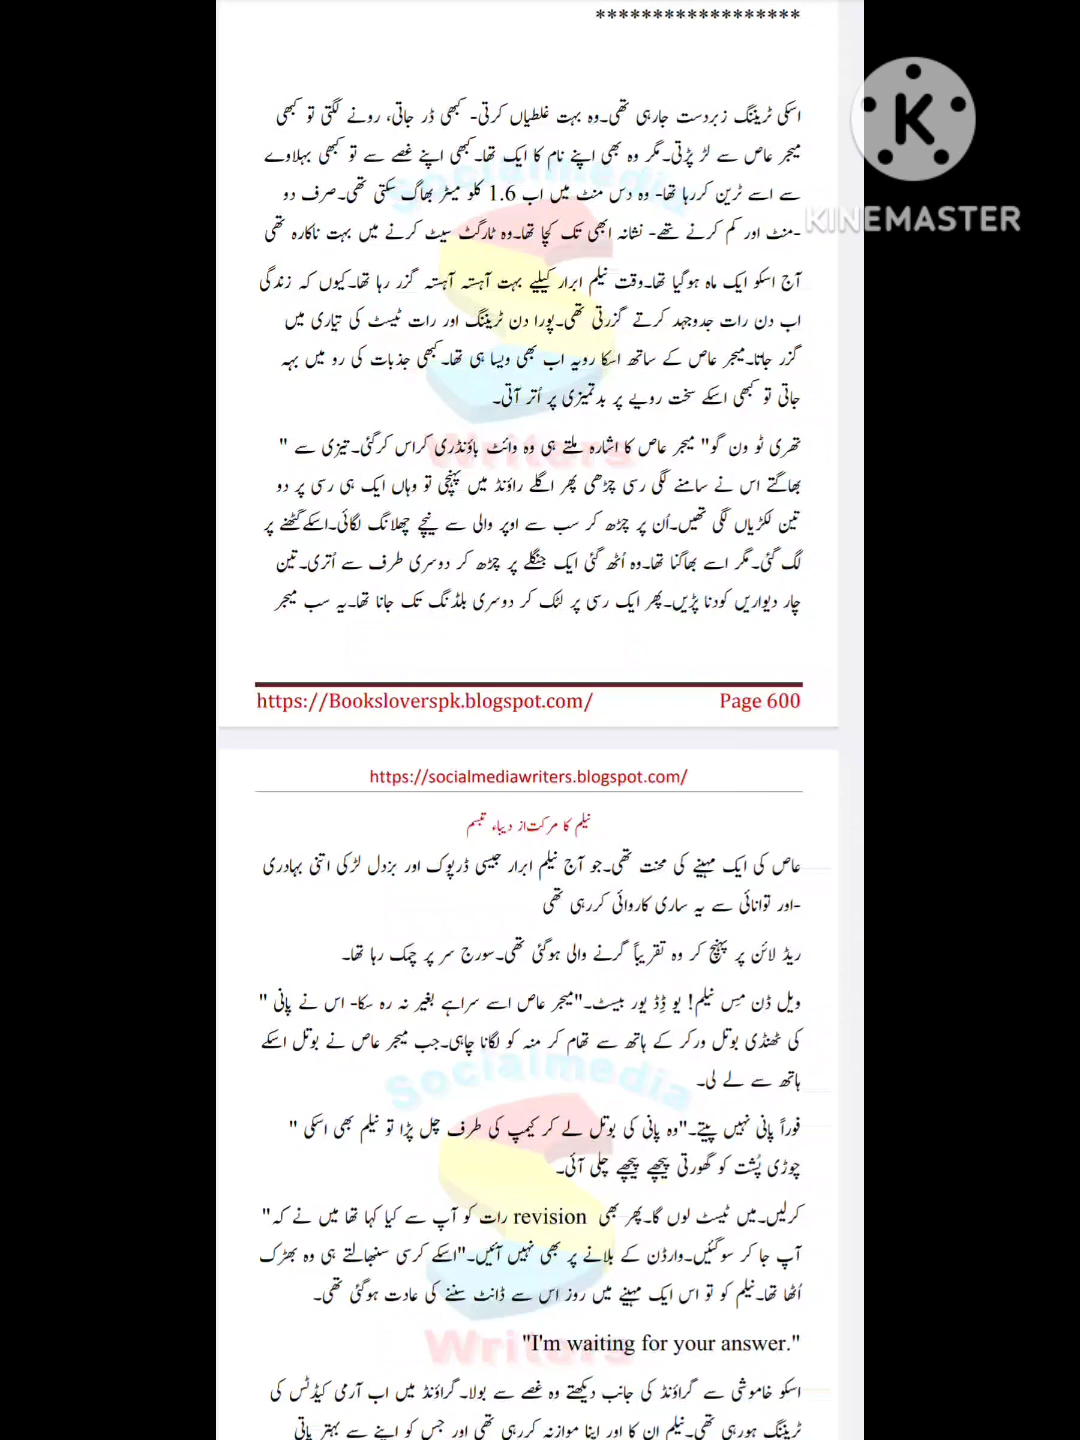 ******************
اسکی ٹریننگ زبردست جارہی تھی۔وہ بہت غلطیاں کرتی- کبھی ڈر جاتی، رونے لگتی تو کبھی
میجر عاص سے لڑ پڑتی۔مگر وہ بھی اپنے نام کا ایک تھا۔کبھی اپنے غصے سے تو کبھی بہلاوے
سے اسے ٹرین کررہا تھا- وہ دس منٹ میں اب 1.6 کلو میٹر بھاگ سکتی تھی۔صرف دو
-منٹ اور کم کرنے تھے- نشانہ ابھی تک کچا تھا۔وہ ٹارگٹ سیٹ کرنے میں بہت ناکارہ تھی
آج اسکو ایک ماہ ہوگیا تھا۔وقت نیلم ابرار کیلیے بہت آہستہ آہستہ گزر رہا تھا۔کیوں کہ زندگی
اب دن رات جدوجہد کرتے گزرتی تھی۔پورا دن ٹریننگ اور رات ٹیسٹ کی تیاری میں
گزر جاتا۔میجر عاص کے ساتھ اسکا رویہ اب بھی ویسا ہی تھا۔کبھی جذبات کی رو میں بہہ
جاتی تو کبھی اسکے سخت رویے پر بدتمیزی پر اُتر آتی۔
تھری ٹو ون گو" میجر عاص کا اشارہ ملتے ہی وہ وائٹ باؤنڈری کراس کرگئی۔تیزی سے "
بھاگتے اس نے سامنے لگی رسی چڑھی پھر اگلے راؤنڈ میں پہنچی تو وہاں ایک ہی رسی پر دو
تین لکڑیاں لگی تھیں۔اُن پر چڑھ کر سب سے اوپر والی سے نیچے چھلانگ لگائی۔اسکے گھٹنے پر
لگ گئی۔مگر اسے بھاگنا تھا۔وہ اُٹھ گئی ایک جنگلے پر چڑھ کر دوسری طرف سے اُتری۔تین
چار دیواریں کودنا پڑیں۔پھر ایک رسی پر لٹک کر دوسری بلڈنگ تک جانا تھا۔یہ سب میجر
https://Booksloverspk.blogspot.com/ Page 600
https://socialmediawriters.blogspot.com/
نیلم کا مرکت از دیباء تبسم
عاص کی ایک مہینے کی محنت تھی۔جو آج نیلم ابرار جیسی ڈرپوک اور بزدل لڑکی اتنی بہادری
-اور توانائی سے یہ ساری کاروائی کررہی تھی
ریڈ لائن پر پہنچ کر وہ تقریباً گرنے والی ہوگئی تھی۔سورج سر پر چمک رہا تھا۔
ویل ڈن مِس نیلم! یو ڈِڈ یور بیسٹ۔"میجر عاص اسے سراہے بغیر نہ رہ سکا- اس نے پانی "
کی ٹھنڈی بوتل ورکر کے ہاتھ سے تھام کر منہ کو لگانا چاہی۔جب میجر عاص نے بوتل اسکے
ہاتھ سے لے لی۔
فوراً پانی نہیں پیتے۔"وہ پانی کی بوتل لے کر کیمپ کی طرف چل پڑا تو نیلم بھی اسکی "
چوڑی پُشت کو گھورتی پیچھے پیچھے چلی آئی۔
کرلیں۔میں ٹیسٹ لوں گا۔پھر بھی revision رات کو آپ سے کیا کہا تھا میں نے کہ"
آپ جا کر سوگئیں۔وارڈن کے بلانے پر بھی نہیں آئیں۔"اسکے کرسی سنبھالتے ہی وہ بھڑک
اُٹھا تھا۔نیلم کو تو اس ایک مہینے میں روز اس سے ڈانٹ سننے کی عادت ہوگئی تھی۔
"I'm waiting for your answer."
اسکو خاموشی سے گراؤنڈ کی جانب دیکھتے وہ غصے سے بولا۔گراؤنڈ میں اب آرمی کیڈٹس کی
ٹریننگ ہورہی تھی۔نیلم ان کا اور اپنا موازنہ کررہی تھی اور جس کو اپنے سے بہتر پاتی
Socialmedia
Writers
Socialmedia
Writers
K
KINEMASTER